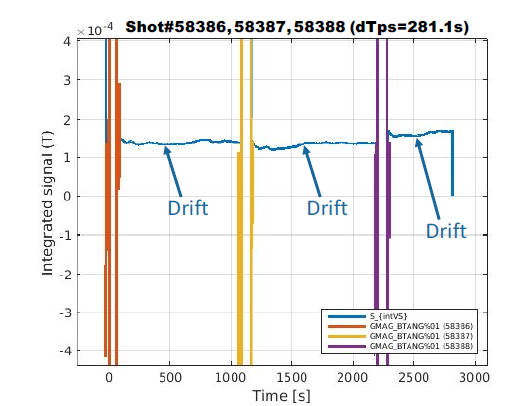 Shot#58386, 58387, 58388 (dTps=281.1s)
×10⁻⁴
4
3
2
1
0
-1
-2
-3
-4
Integrated signal (T)
Drift
Drift
Drift
S_{intVS}
GMAG_BTANG%01 (58386)
GMAG_BTANG%01 (58387)
GMAG_BTANG%01 (58388)
0 500 1000 1500 2000 2500 3000
Time [s]